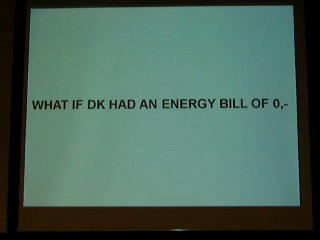 WHAT IF DK HAD AN ENERGY BILL OF 0,-